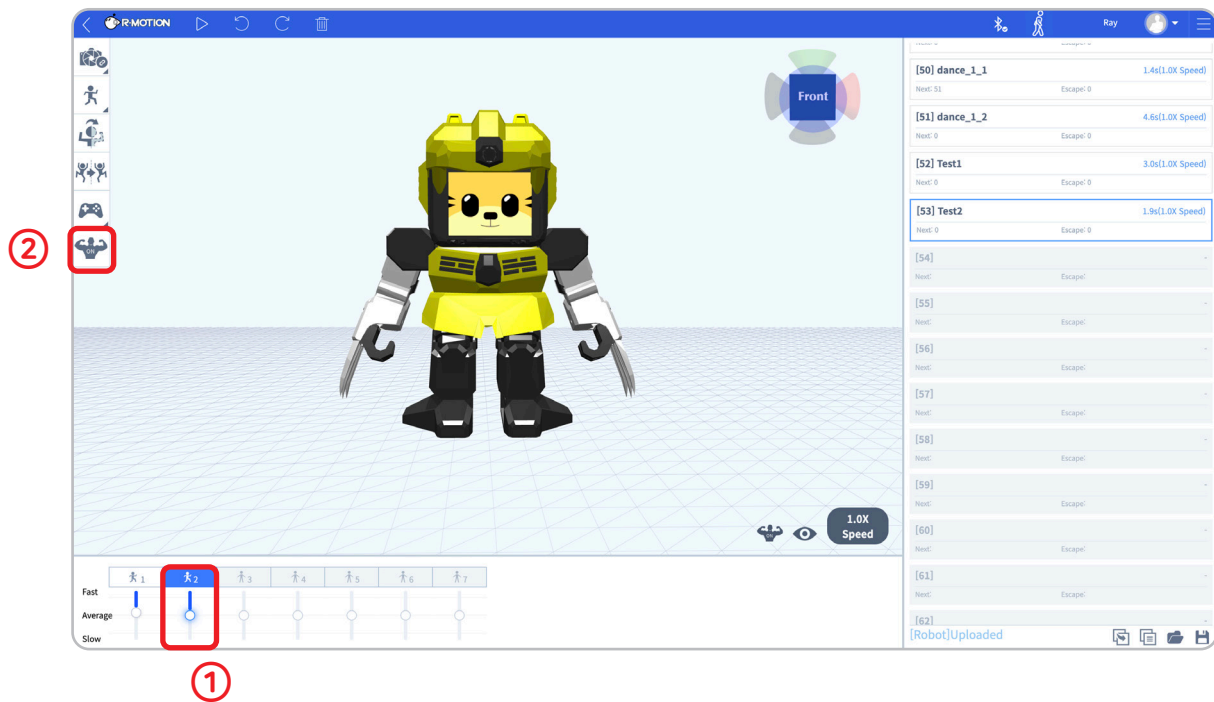 R-MOTION
Ray
[50] dance_1_1 1.4s(1.0X Speed)
Next: 51 Escape: 0
[51] dance_1_2 4.6s(1.0X Speed)
Next: 0 Escape: 0
[52] Test1 3.0s(1.0X Speed)
Next: 0 Escape: 0
[53] Test2 1.9s(1.0X Speed)
Next: 0 Escape: 0
[54] -
Next: Escape:
[55] -
Next: Escape:
[56] -
Next: Escape:
[57] -
Next: Escape:
[58] -
Next: Escape:
[59] -
Next: Escape:
[60] -
Next: Escape:
[61] -
Next: Escape:
[62] -
[Robot]Uploaded
Front
② ON
ON
1.0X
Speed
1 2 3 4 5 6 7
Fast
Average
Slow
①